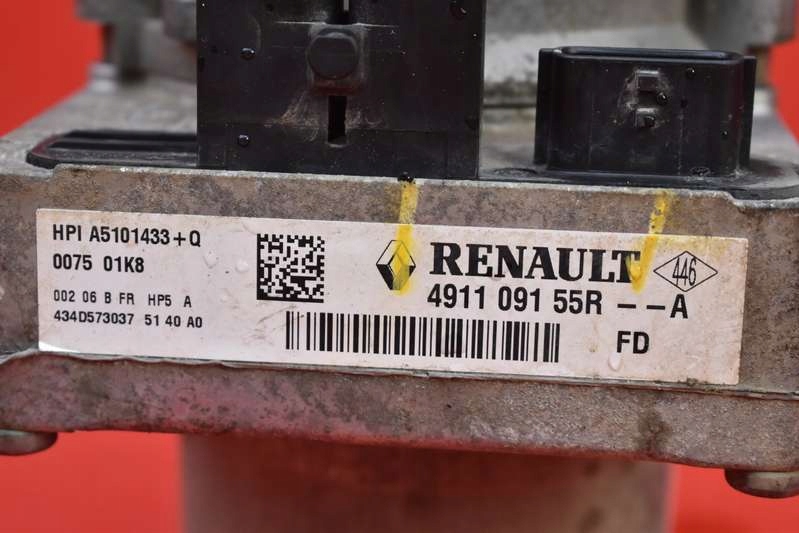 HPI A5101433+Q
0075 01K8
002 06 B FR HP5 A
434D573037 51 40 A0
RENAULT
446
4911 091 55R --A
FD